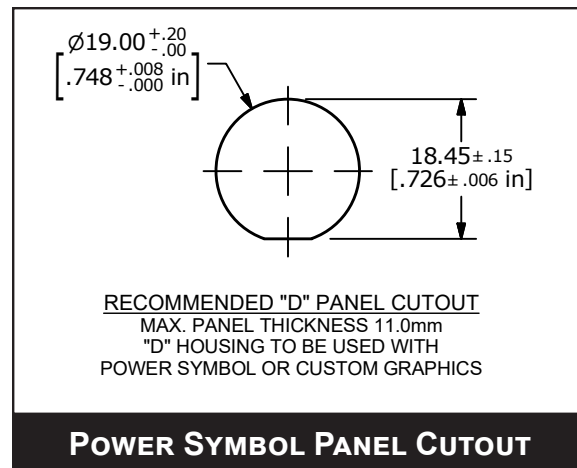 Ø19.00 +.20 -.00
[.748 +.008 -.000 in]
18.45± .15
[.726± .006 in]
RECOMMENDED "D" PANEL CUTOUT
MAX. PANEL THICKNESS 11.0mm
"D" HOUSING TO BE USED WITH
POWER SYMBOL OR CUSTOM GRAPHICS
POWER SYMBOL PANEL CUTOUT